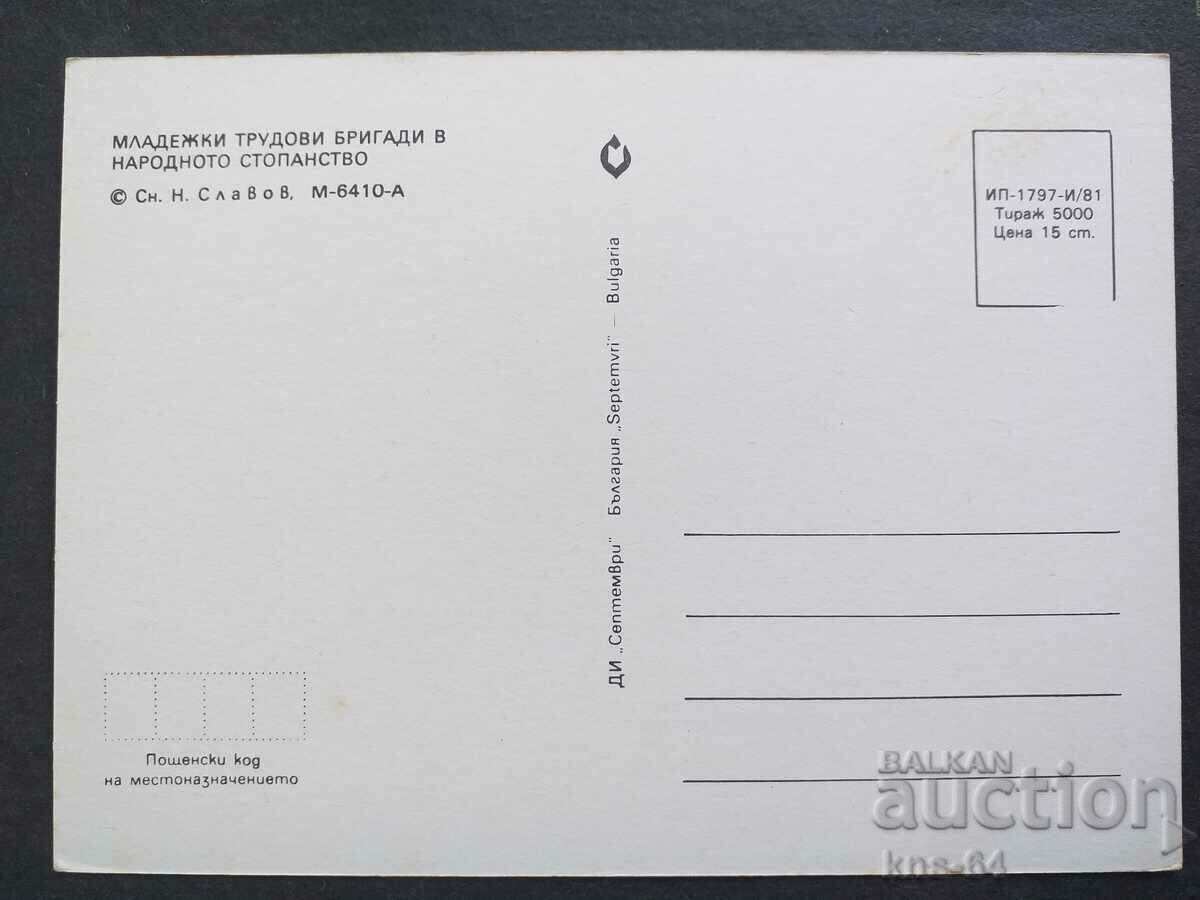 МЛАДЕЖКИ ТРУДОВИ БРИГАДИ В
НАРОДНОТО СТОПАНСТВО
© Сн. Н. Славов, М-6410-А
ИП-1797-И/81
Тираж 5000
Цена 15 ст.
ДИ „Септември" България „Septemvri" – Bulgaria
Пощенски код
на местоназначението
BALKAN
auction
kns-64